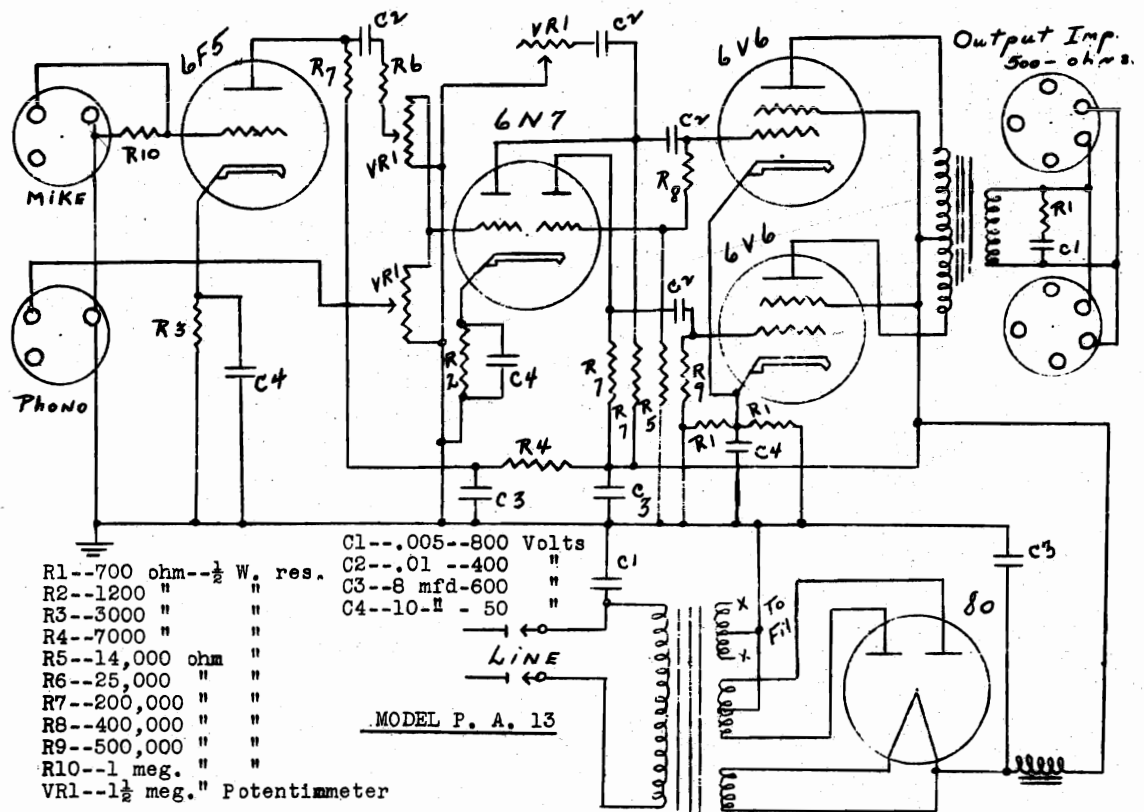 6F5
C2
VR1
C2
6V6
Output Imp.
500-ohms.
R7
R6
6N7
C2
VR1
R10
R8
MIKE
6V6
R1
C1
VR1
C2
R3
R2
C4
C4
R7
R7
R5
R9
R1
R1
PHONO
R4
C4
C3
C3
C1--.005--800 Volts
C2--.01 --400 "
C3--8 mfd-600 "
C4--10-" - 50 "
C1
C3
R1--700 ohm--½ W. res.
R2--1200 " "
R3--3000 " "
R4--7000 " "
R5--14,000 ohm "
R6--25,000 " "
R7--200,000 " "
R8--400,000 " "
R9--500,000 " "
R10--1 meg. " "
VR1--1½ meg." Potentimmeter
X
To
Fil
X
80
LINE
MODEL P. A. 13